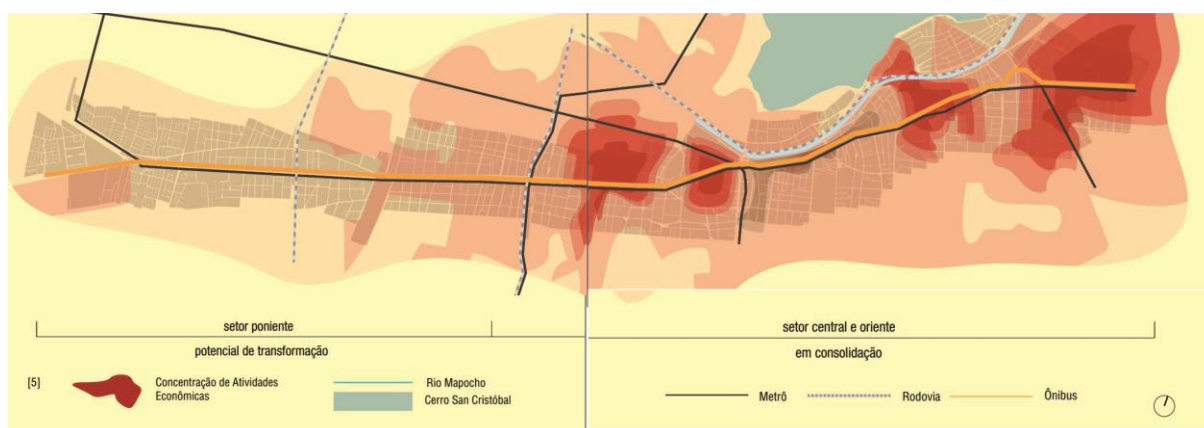 setor poniente
potencial de transformação
setor central e oriente
em consolidação
[5]
Concentração de Atividades
Econômicas
Rio Mapocho
Cerro San Cristóbal
Metrô
Rodovia
Ônibus